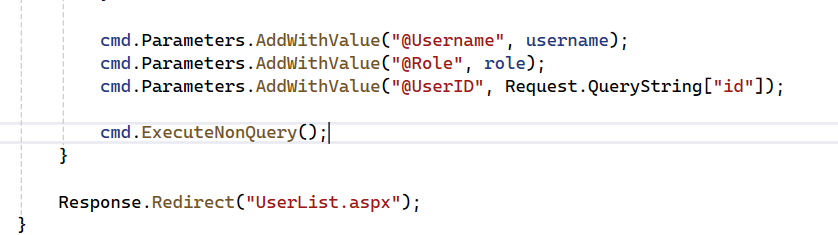 cmd.Parameters.AddWithValue("@Username", username);
cmd.Parameters.AddWithValue("@Role", role);
cmd.Parameters.AddWithValue("@UserID", Request.QueryString["id"]);
cmd.ExecuteNonQuery();
}
Response.Redirect("UserList.aspx");
}